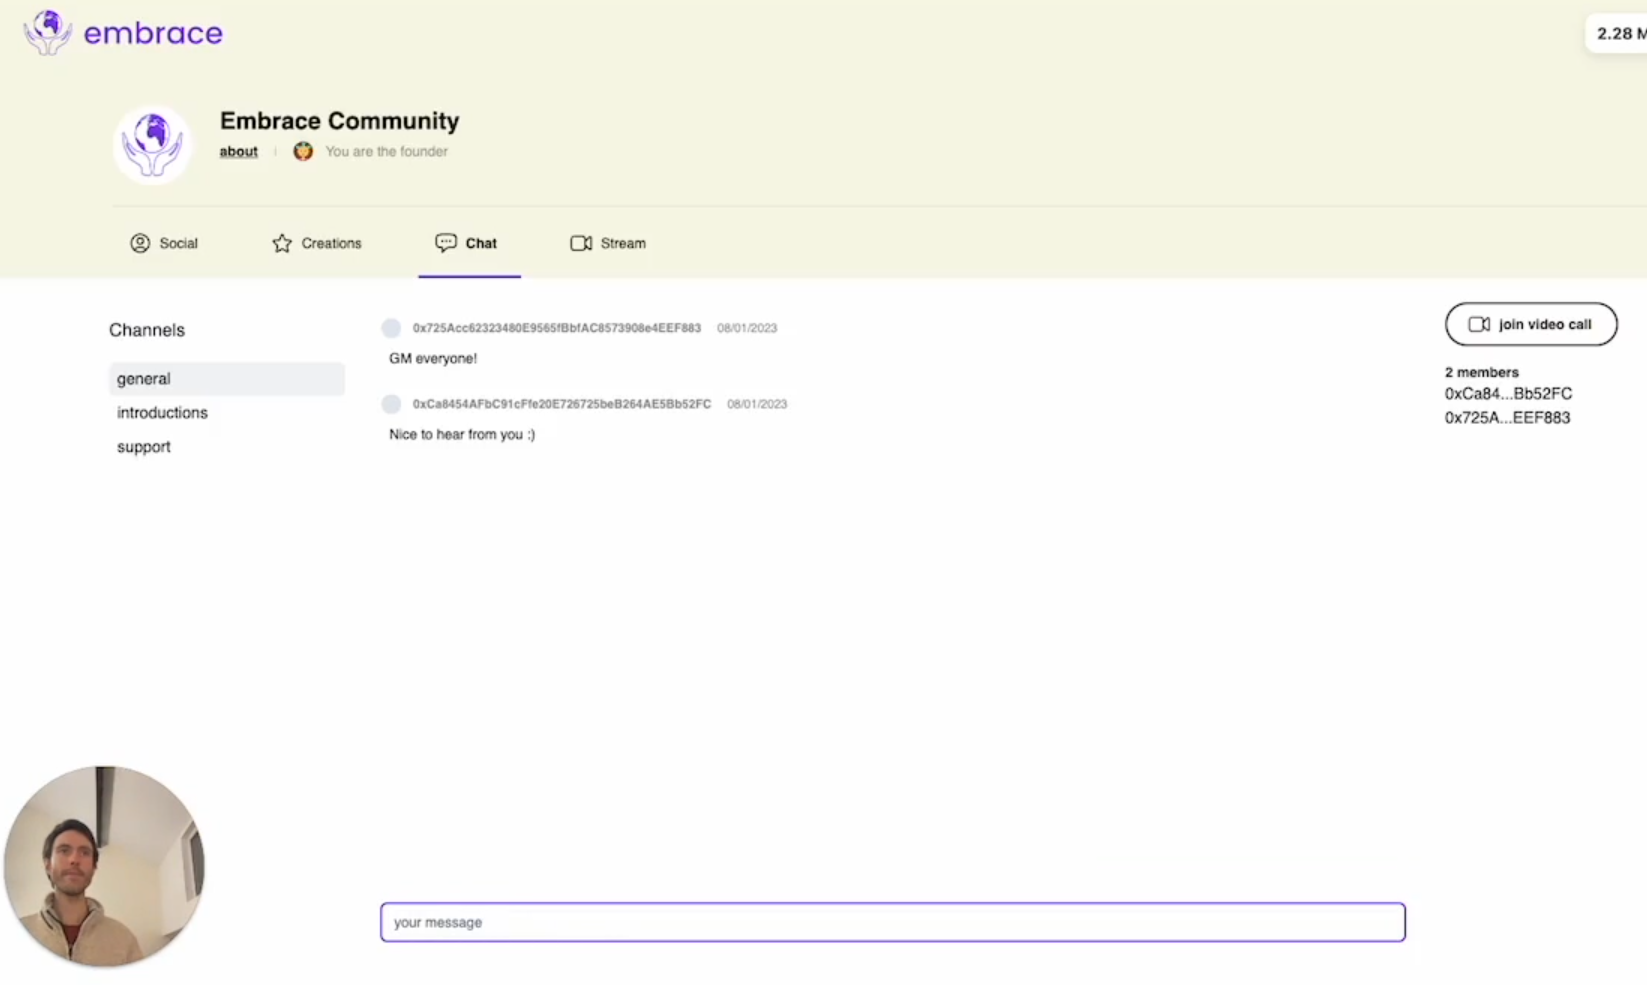 embrace
2.28 M
Embrace Community
about
You are the founder
Social
Creations
Chat
Stream
Channels
general
introductions
support
0x725Acc62323480E9565fBbfAC8573908e4EEF883 08/01/2023
GM everyone!
0xCa8454AFbC91cFfe20E726725beB264AE5Bb52FC 08/01/2023
Nice to hear from you :)
join video call
2 members
0xCa84...Bb52FC
0x725A...EEF883
your message